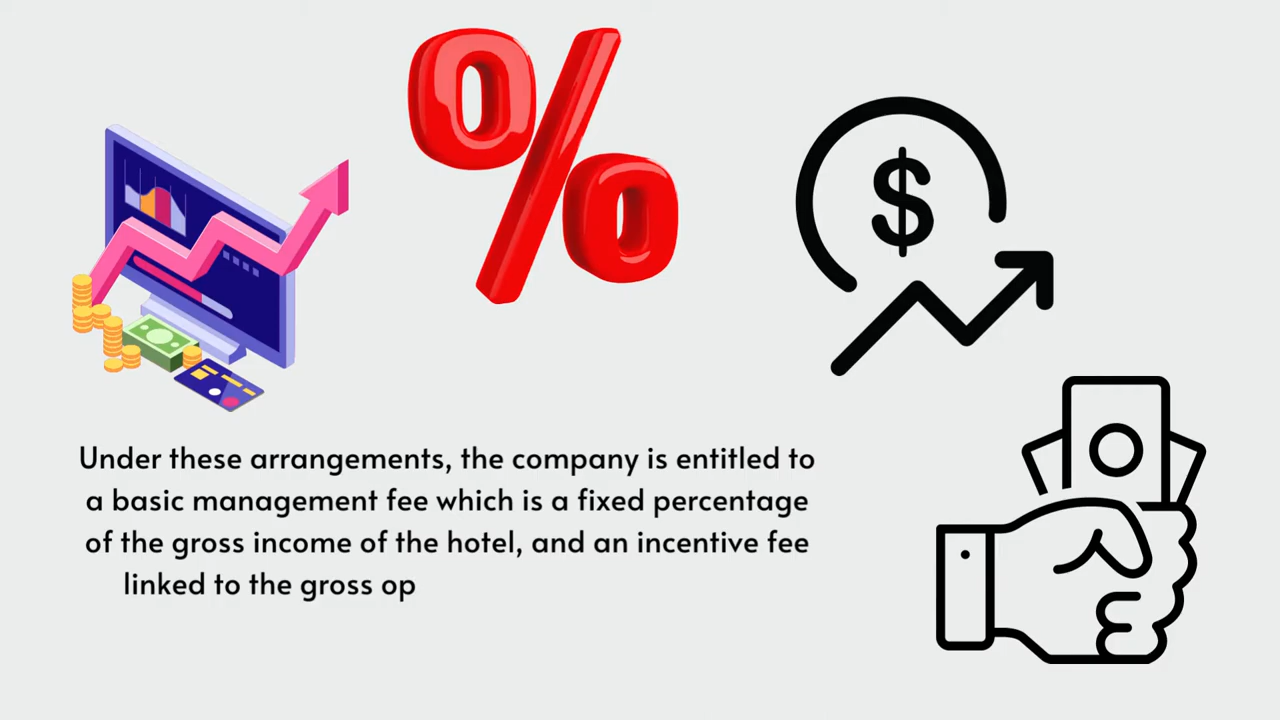 %
$
Under these arrangements, the company is entitled to
a basic management fee which is a fixed percentage
of the gross income of the hotel, and an incentive fee
linked to the gross op